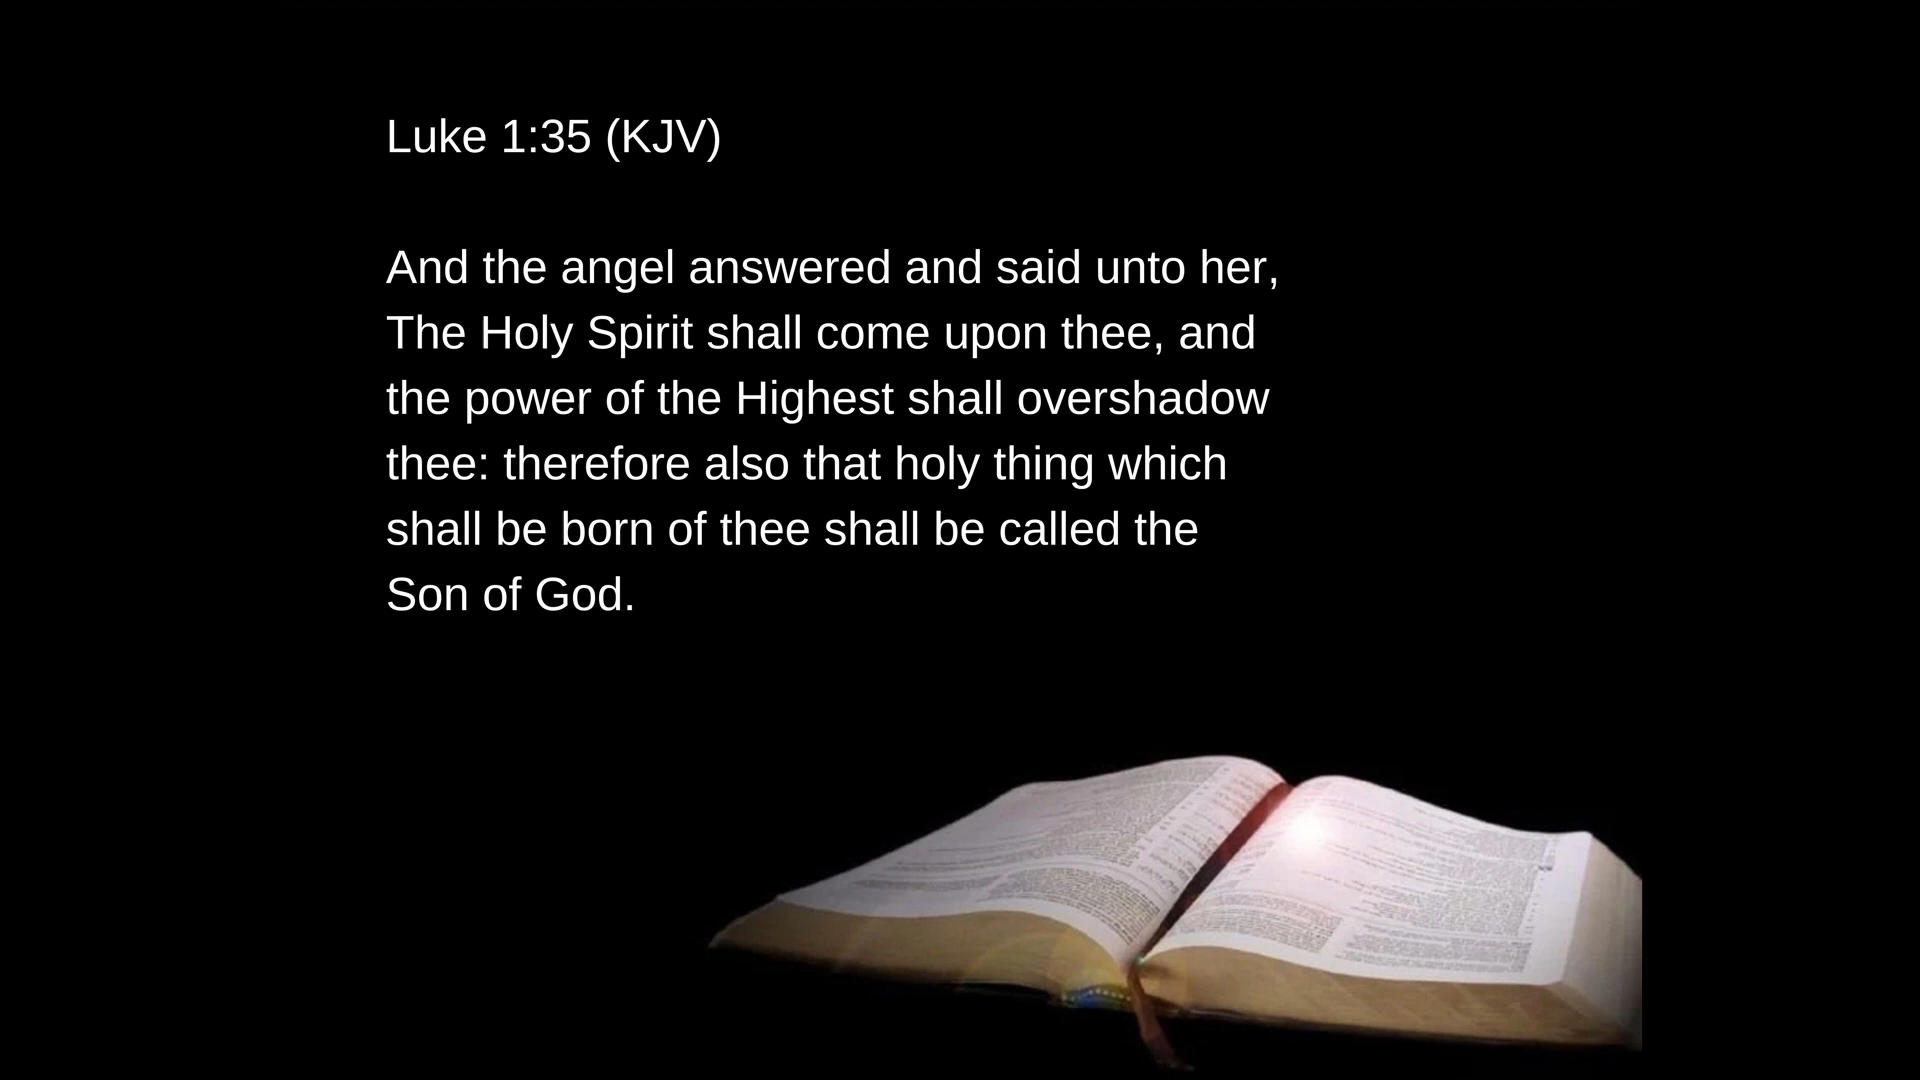 Luke 1:35 (KJV)
And the angel answered and said unto her,
The Holy Spirit shall come upon thee, and
the power of the Highest shall overshadow
thee: therefore also that holy thing which
shall be born of thee shall be called the
Son of God.